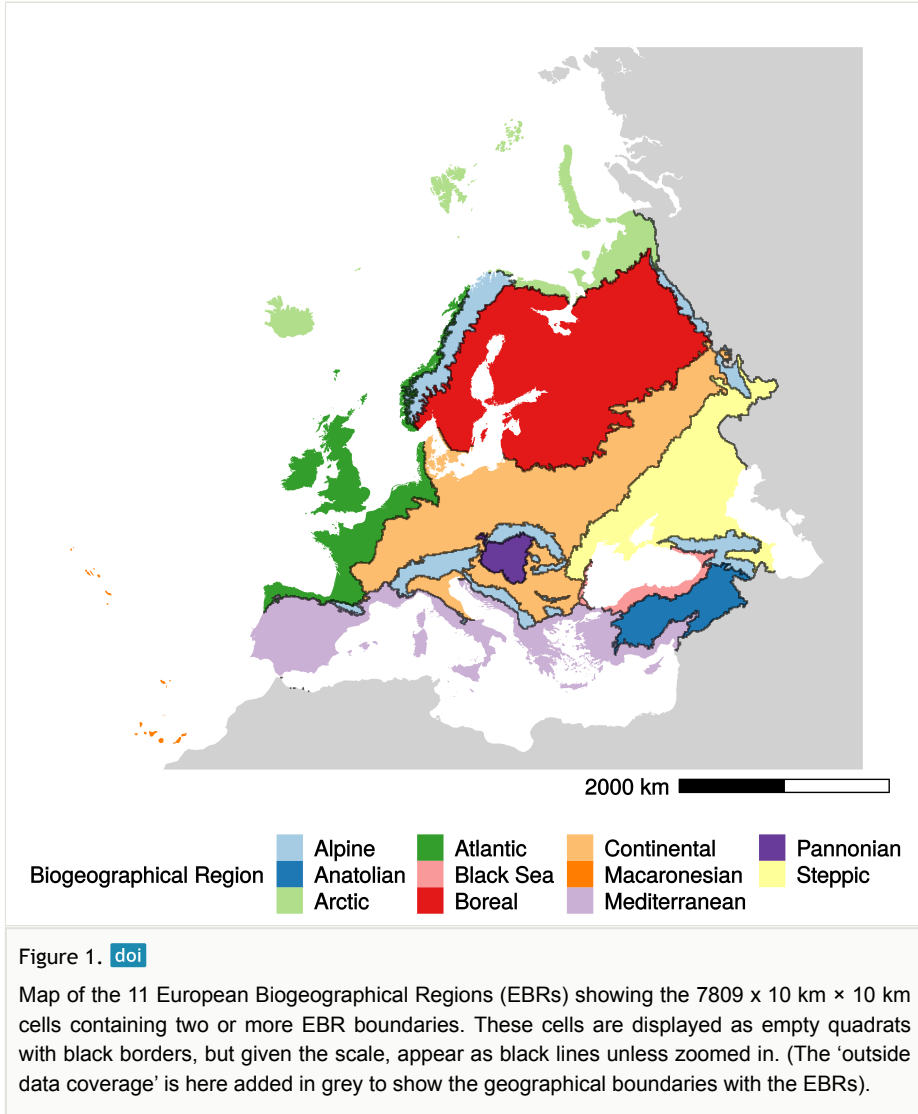 2000 km
Biogeographical Region
Alpine
Anatolian
Arctic
Atlantic
Black Sea
Boreal
Continental
Macaronesian
Mediterranean
Pannonian
Steppic
Figure 1. doi
Map of the 11 European Biogeographical Regions (EBRs) showing the 7809 x 10 km × 10 km
cells containing two or more EBR boundaries. These cells are displayed as empty quadrats
with black borders, but given the scale, appear as black lines unless zoomed in. (The ‘outside
data coverage’ is here added in grey to show the geographical boundaries with the EBRs).